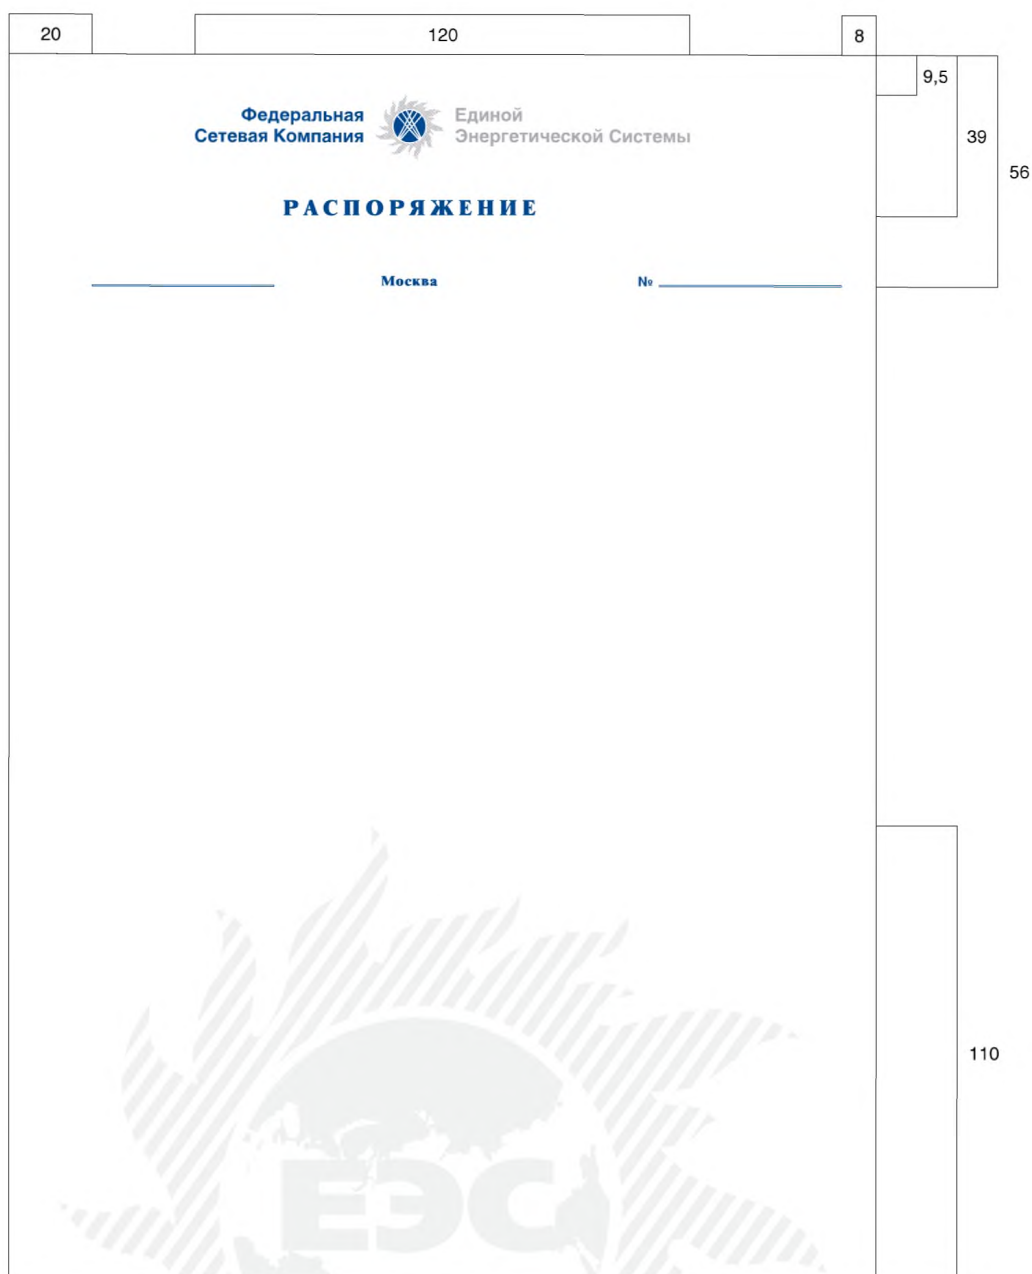 20 120 8
9,5
39
56
Федеральная
Сетевая Компания
Единой
Энергетической Системы
РАСПОРЯЖЕНИЕ
Москва №
110
ЕЭС